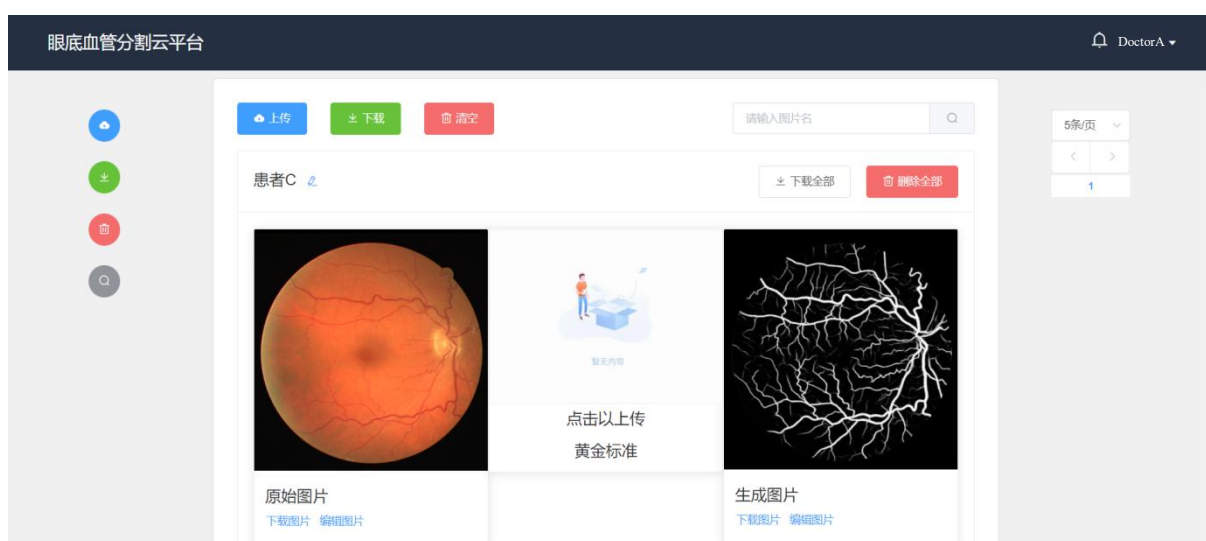 眼底血管分割云平台
DoctorA
上传 下载 清空 请输入图片名
5条/页
患者C 下载全部 删除全部
1
暂无内容
点击以上传
黄金标准
原始图片 生成图片
下载图片 编辑图片 下载图片 编辑图片